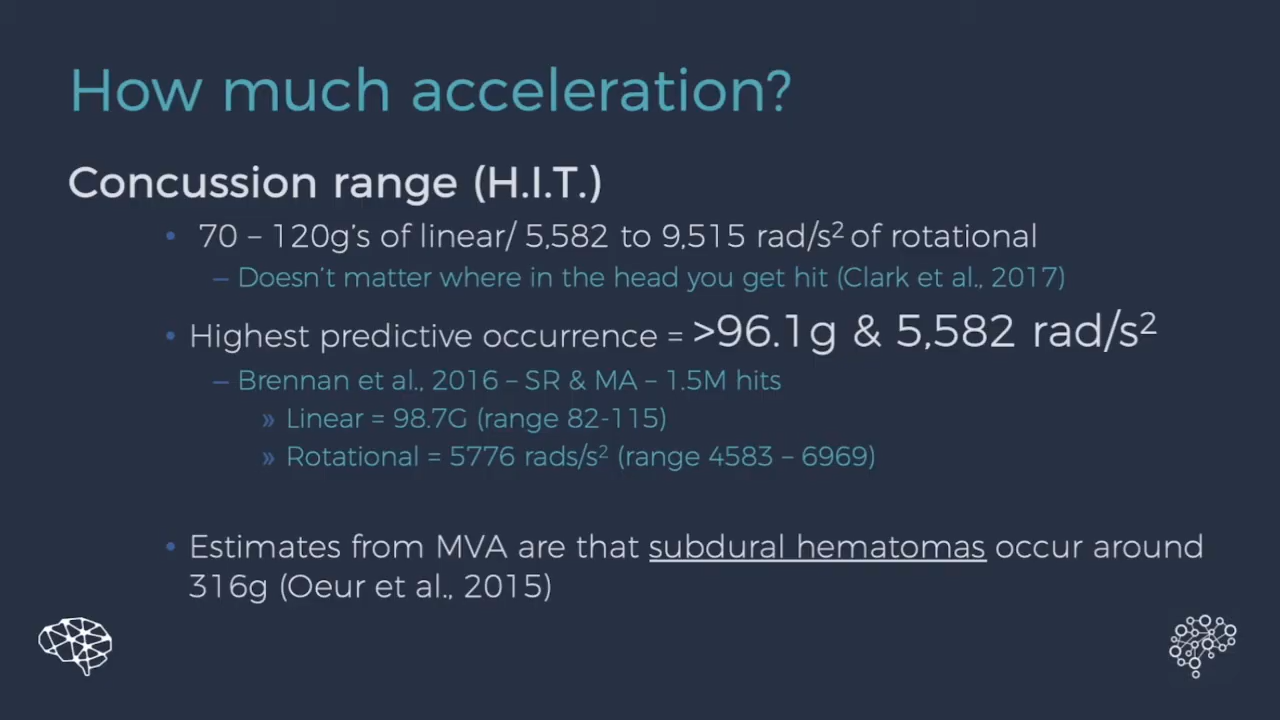 How much acceleration?
Concussion range (H.I.T.)
• 70 – 120g's of linear/ 5,582 to 9,515 rad/s² of rotational
– Doesn't matter where in the head you get hit (Clark et al., 2017)
• Highest predictive occurrence = >96.1g & 5,582 rad/s²
– Brennan et al., 2016 – SR & MA – 1.5M hits
» Linear = 98.7G (range 82-115)
» Rotational = 5776 rads/s² (range 4583 – 6969)
• Estimates from MVA are that subdural hematomas occur around
316g (Oeur et al., 2015)